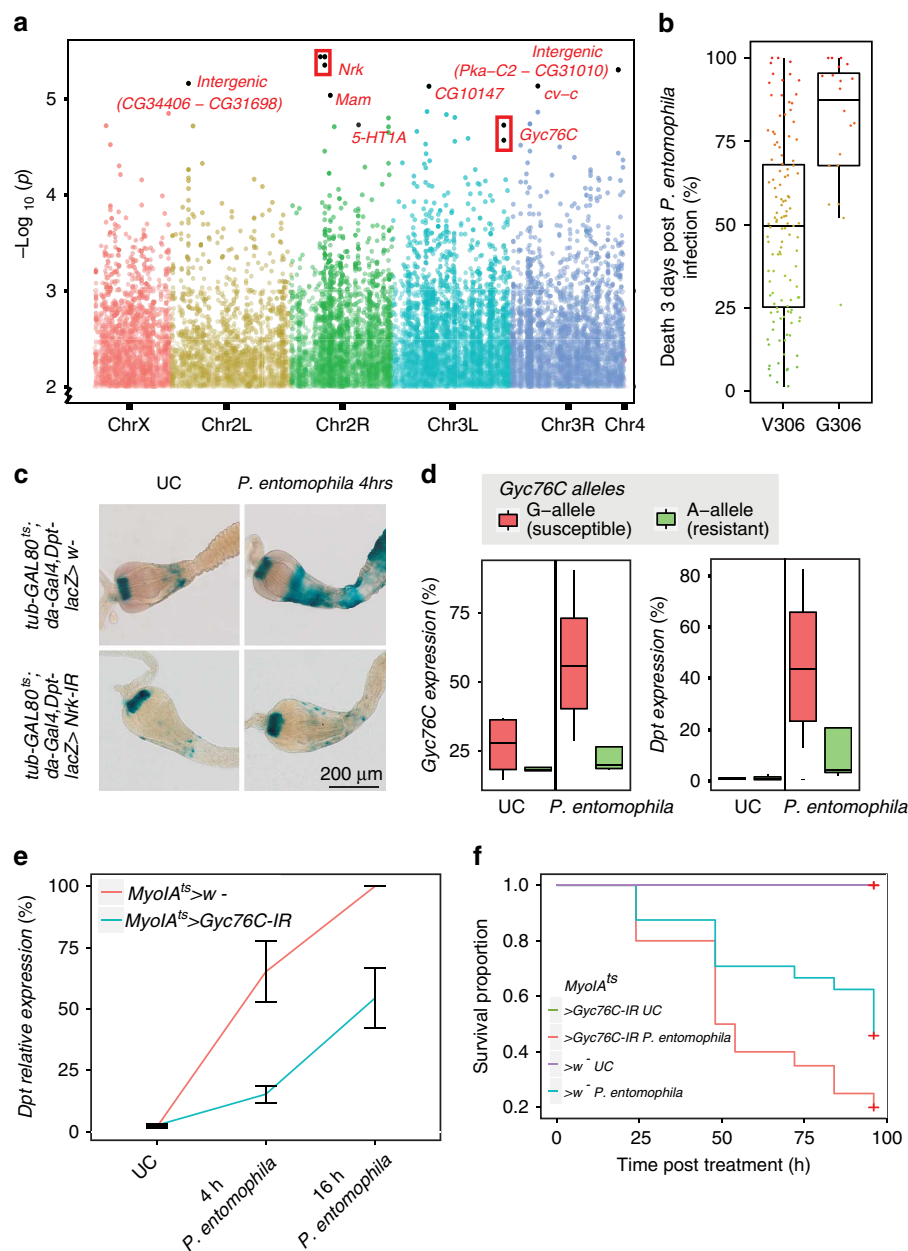 a
−Log 10 (p)
5
4
3
2
Intergenic
(CG34406 − CG31698)
Nrk
Mam
5-HT1A
Intergenic
(Pka−C2 − CG31010)
CG10147
cv−c
Gyc76C
ChrX
Chr2L
Chr2R
Chr3L
Chr3R
Chr4
b
Death 3 days post P. entomophila
infection (%)
100
75
50
25
0
V306
G306
c
UC
P. entomophila 4hrs
tub-GAL80ts;
da-Gal4,Dpt-
lacZ> w-
tub-GAL80ts;
da-Gal4,Dpt-
lacZ> Nrk-IR
200 µm
d
Gyc76C alleles
G−allele
(susceptible)
A−allele
(resistant)
Gyc76C expression (%)
75
50
25
UC
P. entomophila
Dpt expression (%)
80
60
40
20
0
UC
P. entomophila
e
Dpt relative expression (%)
100
75
50
25
0
MyoIAts>w -
MyoIAts>Gyc76C-IR
UC
4 h
P. entomophila
16 h
P. entomophila
f
Survival proportion
1.0
0.8
0.6
0.4
0.2
MyoIAts
>Gyc76C-IR UC
>Gyc76C-IR P. entomophila
>w - UC
>w - P. entomophila
0
25
50
75
100
Time post treatment (h)